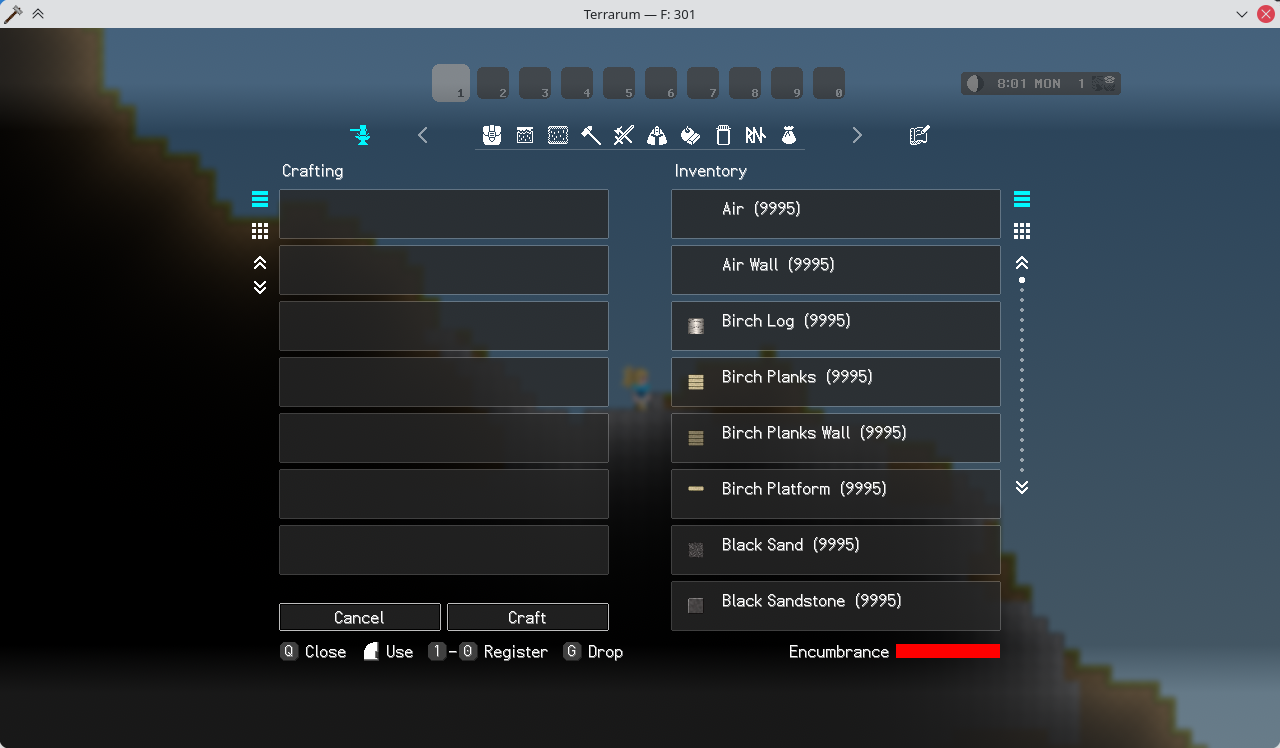 Terrarum — F: 301
1 2 3 4 5 6 7 8 9 0
8:01 MON 1
Crafting
Inventory
Air (9995)
Air Wall (9995)
Birch Log (9995)
Birch Planks (9995)
Birch Planks Wall (9995)
Birch Platform (9995)
Black Sand (9995)
Black Sandstone (9995)
Cancel Craft
Q Close Use 1–0 Register G Drop
Encumbrance